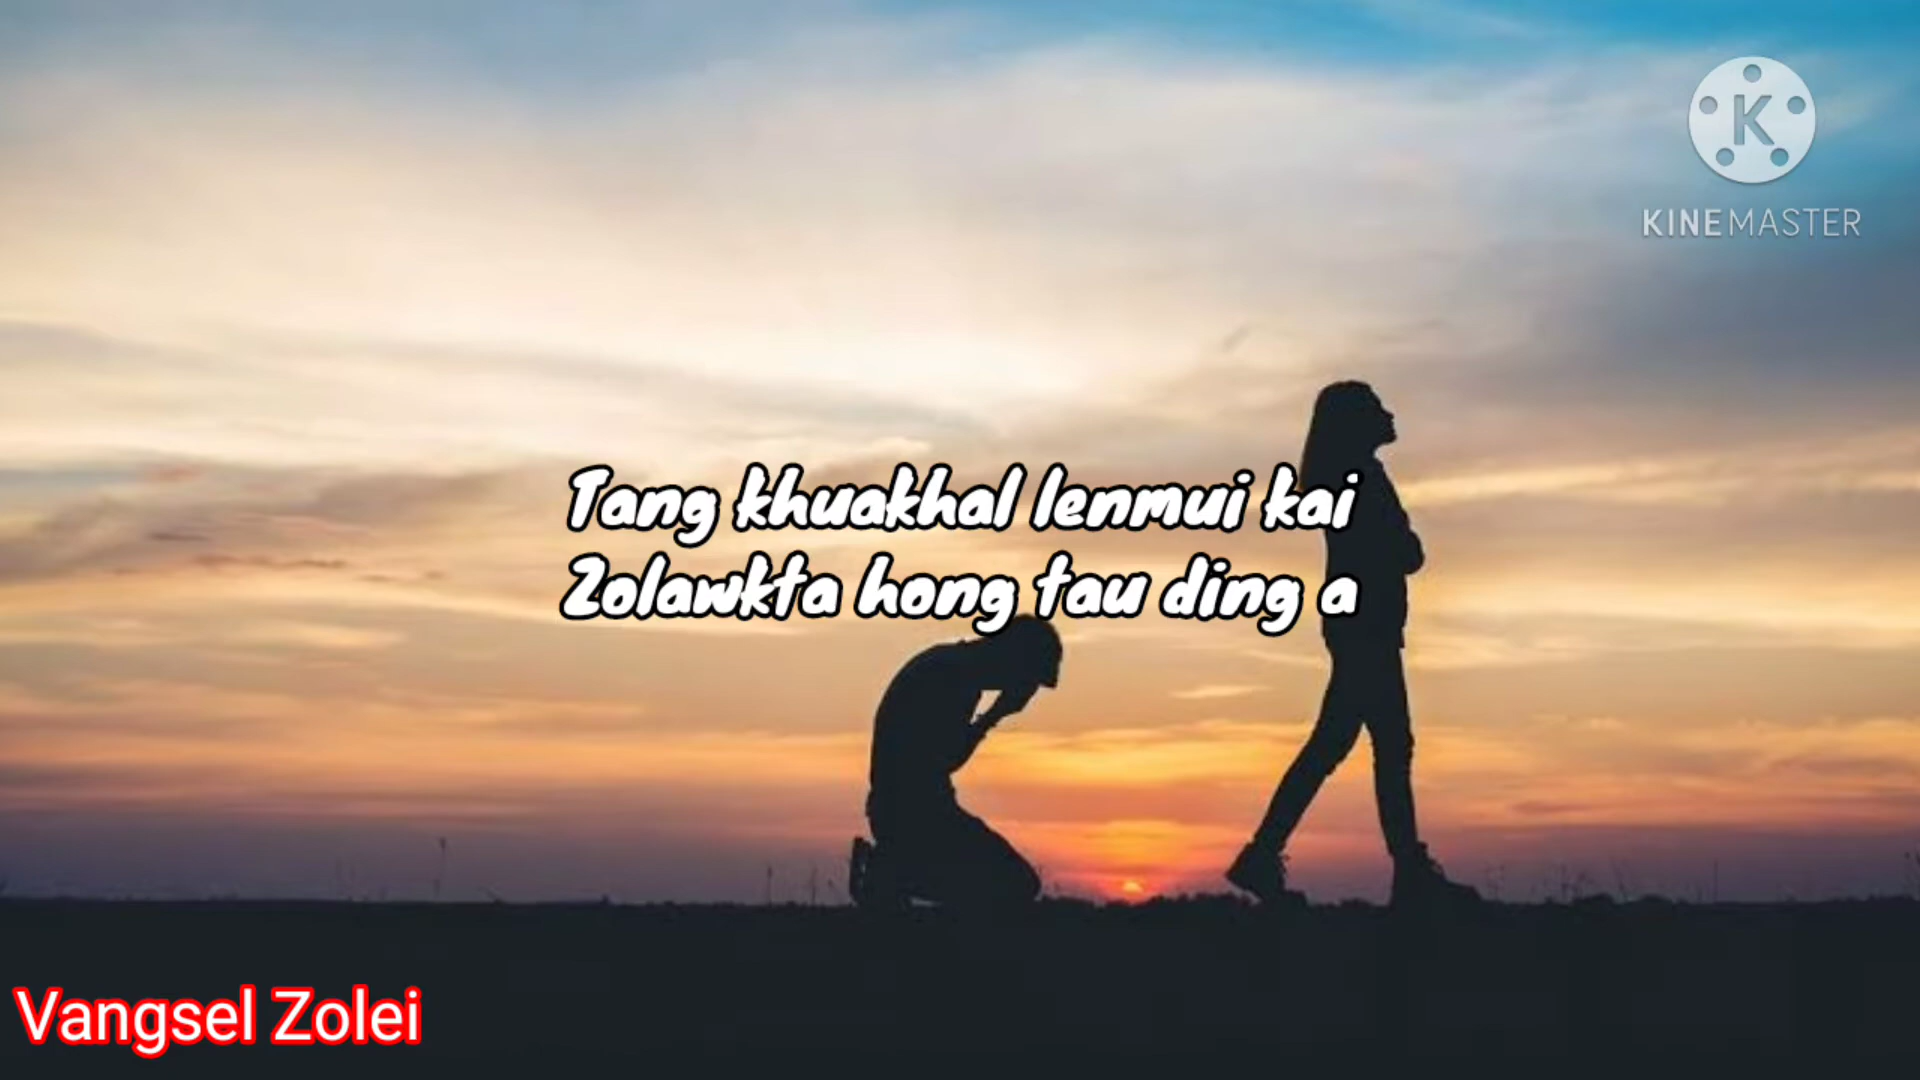 K
KINEMASTER
Tang khuakhal lenmui kai
Zolawkta hong tau ding a
Vangsel Zolei